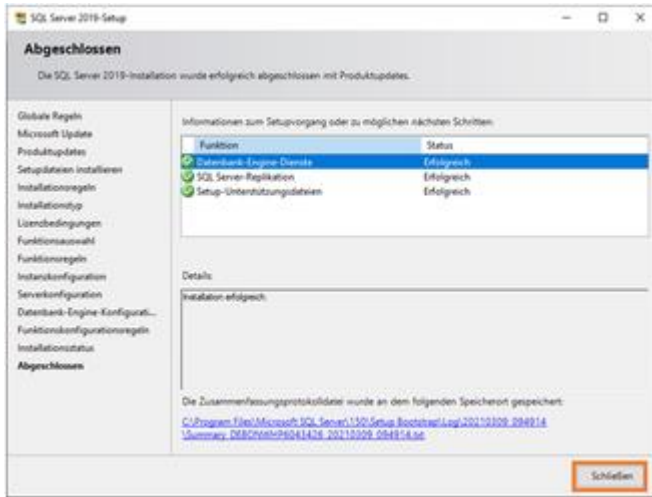 SQL Server 2019-Setup
Abgeschlossen
Die SQL Server 2019-Installation wurde erfolgreich abgeschlossen mit Produktupdates.
Globale Regeln
Microsoft Update
Produktupdates
Setupdateien installieren
Installationsregeln
Installationstyp
Lizenzbedingungen
Funktionsauswahl
Funktionsregeln
Instanzkonfiguration
Serverkonfiguration
Datenbank-Engine-Konfigurati...
Funktionskonfigurationsregeln
Installationsstatus
Abgeschlossen
Informationen zum Setupvorgang oder zu möglichen nächsten Schritten:
Funktion Status
Datenbank-Engine-Dienste Erfolgreich
SQL Server-Replikation Erfolgreich
Setup-Unterstützungsdateien Erfolgreich
Details:
Installation erfolgreich.
Die Zusammenfassungsprotokolldatei wurde an dem folgenden Speicherort gespeichert:
C:\Program Files\Microsoft SQL Server\150\Setup Bootstrap\Log\20210309_094914
Schließen